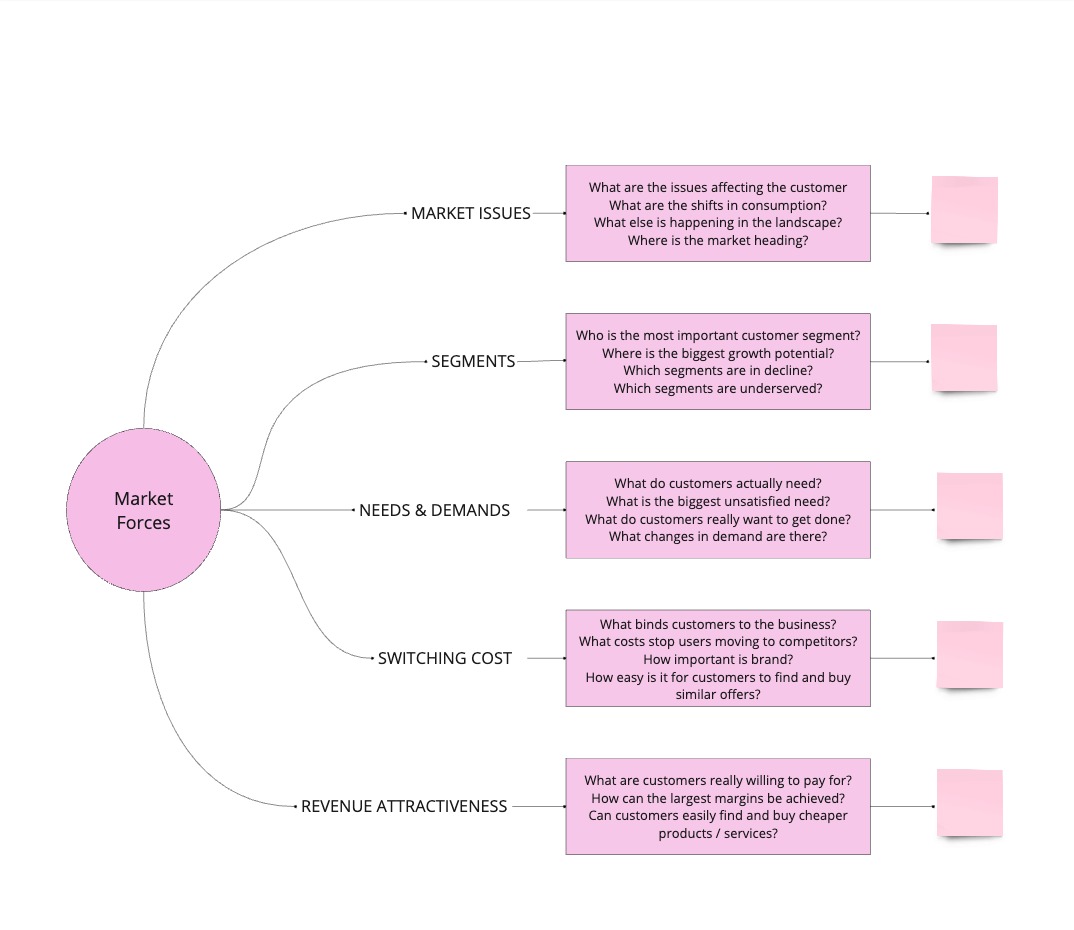 MARKET ISSUES
What are the issues affecting the customer
What are the shifts in consumption?
What else is happening in the landscape?
Where is the market heading?
SEGMENTS
Who is the most important customer segment?
Where is the biggest growth potential?
Which segments are in decline?
Which segments are underserved?
Market
Forces
NEEDS & DEMANDS
What do customers actually need?
What is the biggest unsatisfied need?
What do customers really want to get done?
What changes in demand are there?
SWITCHING COST
What binds customers to the business?
What costs stop users moving to competitors?
How important is brand?
How easy is it for customers to find and buy
similar offers?
REVENUE ATTRACTIVENESS
What are customers really willing to pay for?
How can the largest margins be achieved?
Can customers easily find and buy cheaper
products / services?